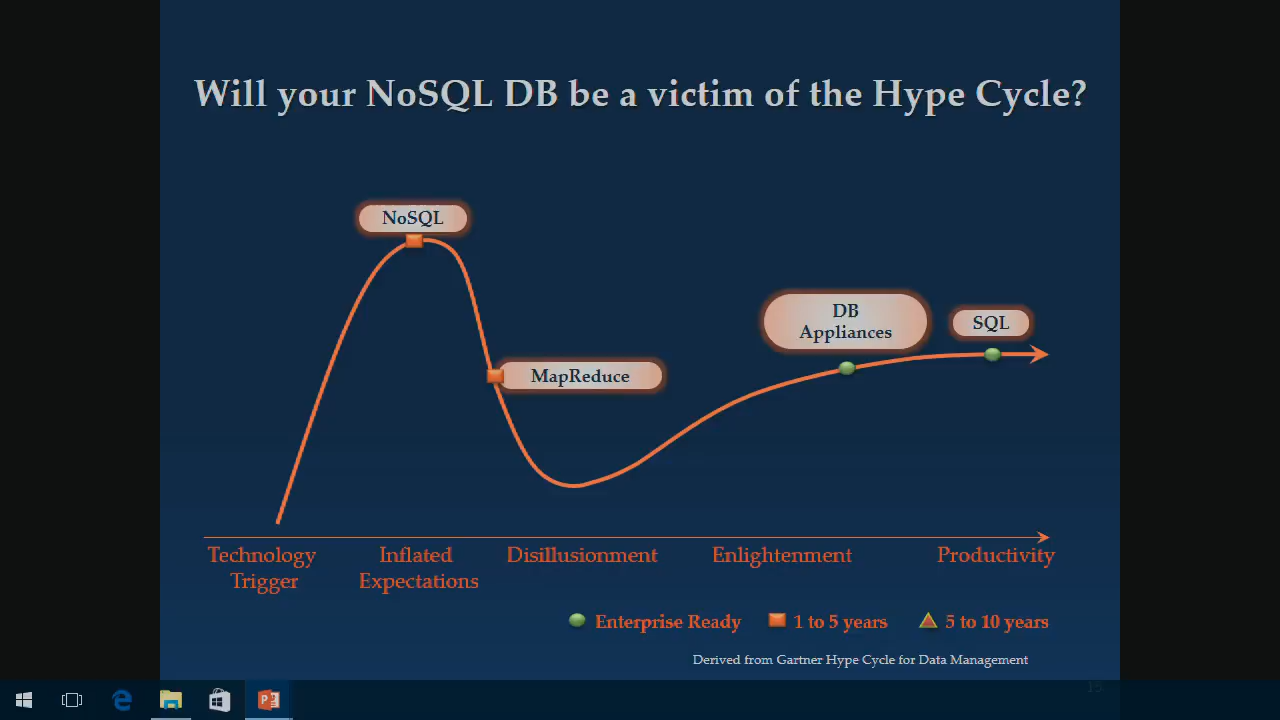 Will your NoSQL DB be a victim of the Hype Cycle?
NoSQL
DB
Appliances
SQL
MapReduce
Technology
Trigger
Inflated
Expectations
Disillusionment
Enlightenment
Productivity
Enterprise Ready
1 to 5 years
5 to 10 years
Derived from Gartner Hype Cycle for Data Management
15